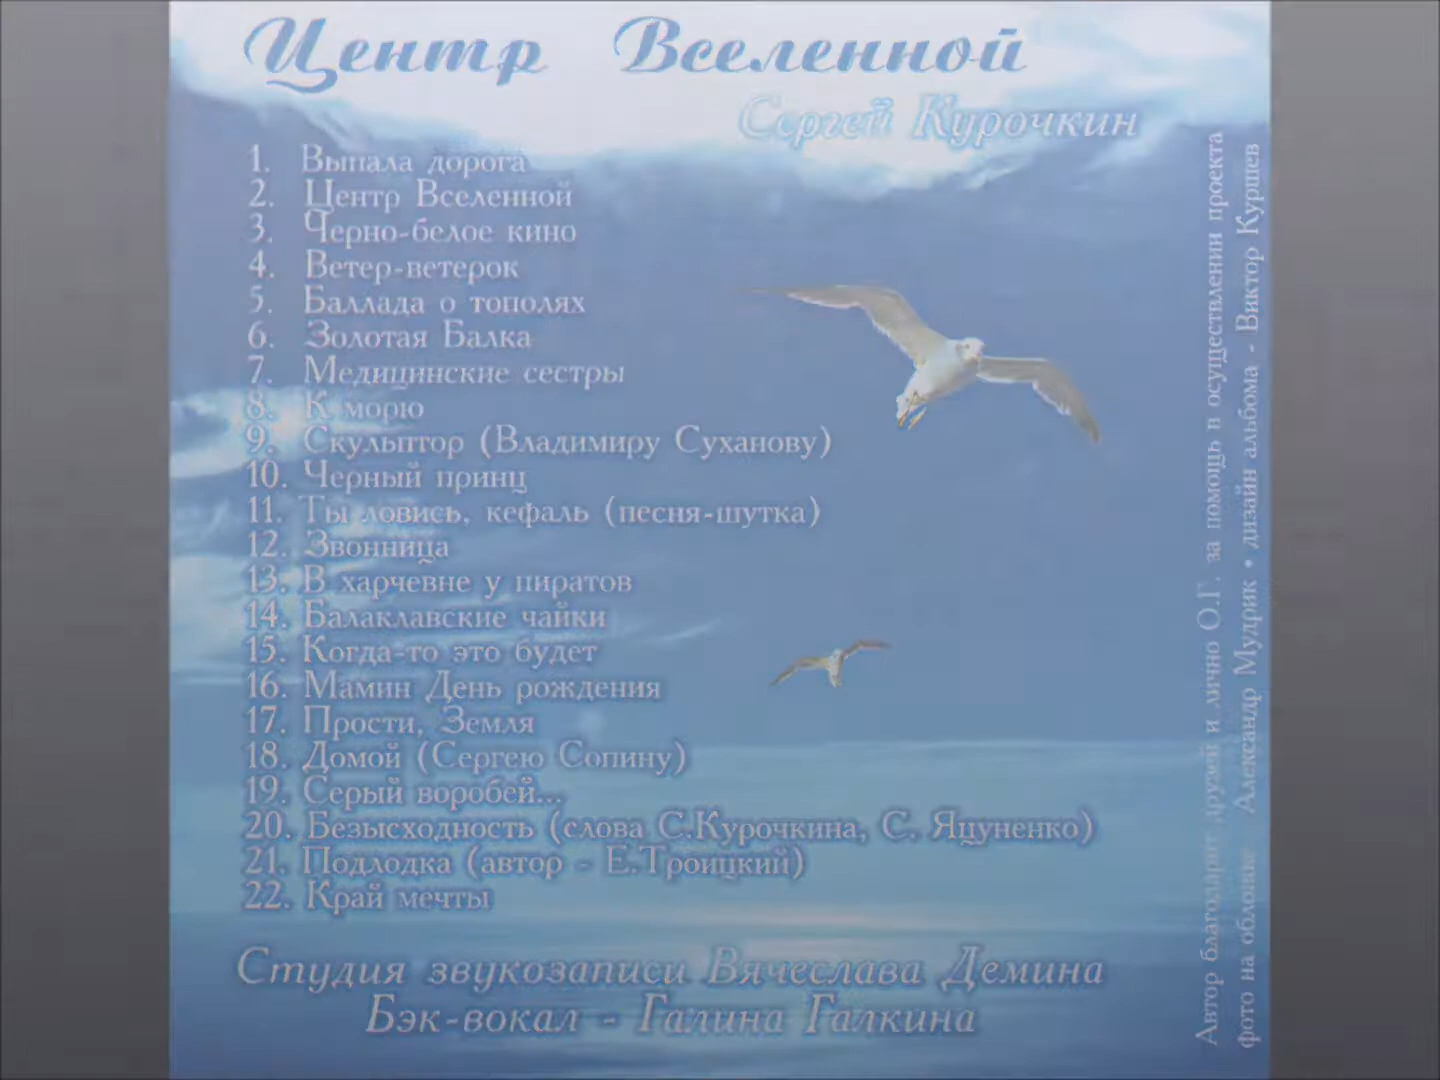 Центр Вселенной
Сергей Курочкин
1. Выпала дорога
2. Центр Вселенной
3. Черно-белое кино
4. Ветер-ветерок
5. Баллада о тополях
6. Золотая Балка
7. Медицинские сестры
8. К морю
9. Скульптор (Владимиру Суханову)
10. Черный принц
11. Ты ловись, кефаль (песня-шутка)
12. Звонница
13. В харчевне у пиратов
14. Балаклавские чайки
15. Когда-то это будет
16. Мамин День рождения
17. Прости, Земля
18. Домой (Сергею Сопину)
19. Серый воробей...
20. Безысходность (слова С.Курочкина, С. Яцуненко)
21. Подлодка (автор - Е.Троицкий)
22. Край мечты
Студия звукозаписи Вячеслава Демина
Бэк-вокал - Галина Галкина
Автор благодарит друзей и лично О.Г. за помощь в осуществлении проекта
фото на обложке Александр Мудрик • дизайн альбома - Виктор Куршев